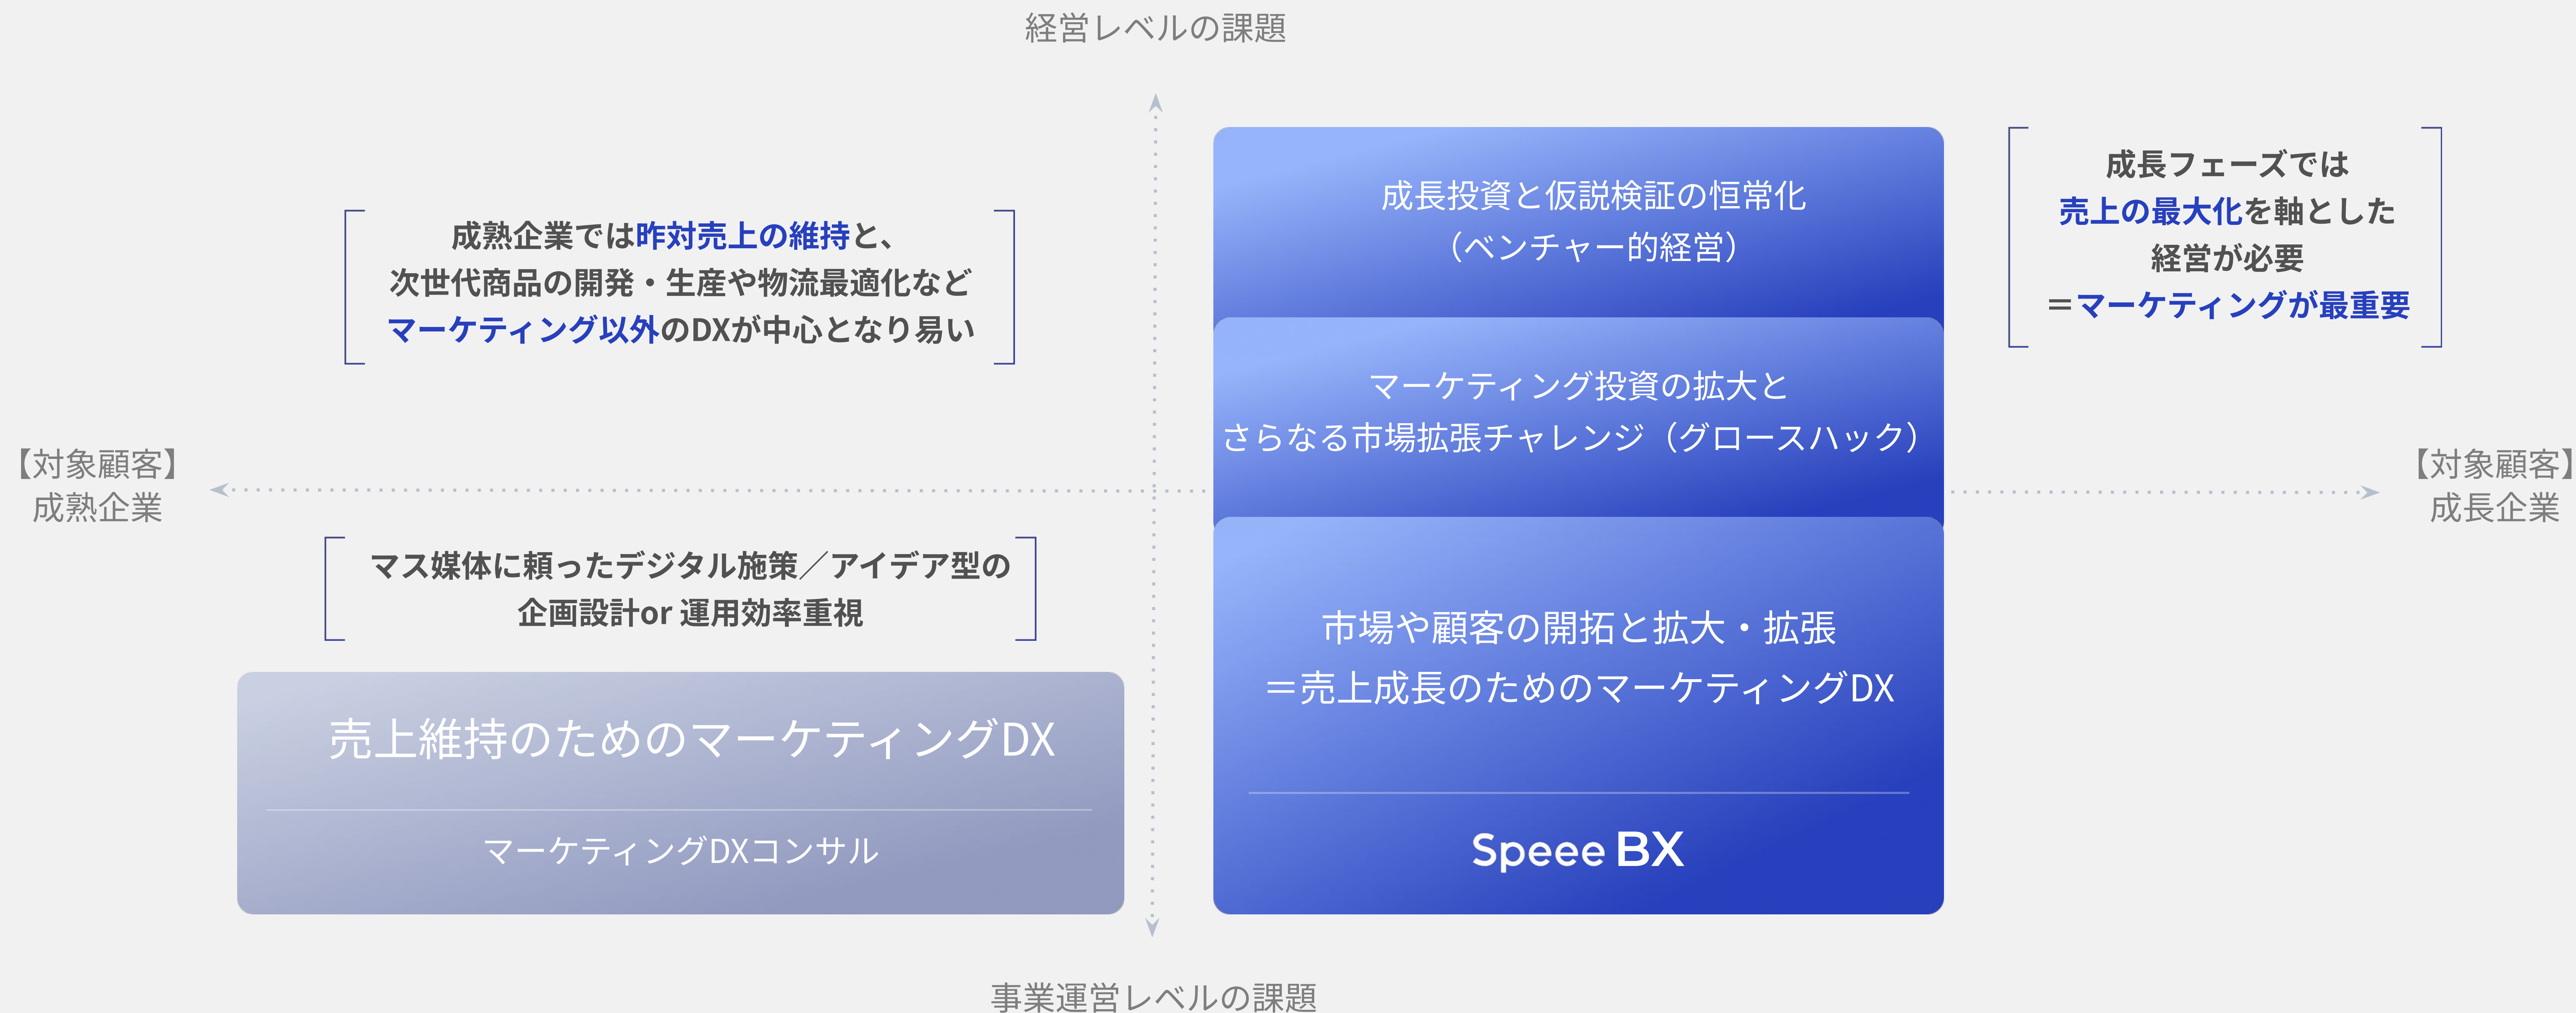 経営レベルの課題
成熟企業では昨対売上の維持と、
次世代商品の開発・生産や物流最適化など
マーケティング以外のDXが中心となり易い
成長投資と仮説検証の恒常化
（ベンチャー的経営）
成長フェーズでは
売上の最大化を軸とした
経営が必要
＝マーケティングが最重要
マーケティング投資の拡大と
さらなる市場拡張チャレンジ（グロースハック）
【対象顧客】
成熟企業
【対象顧客】
成長企業
マス媒体に頼ったデジタル施策／アイデア型の
企画設計or 運用効率重視
売上維持のためのマーケティングDX
マーケティングDXコンサル
市場や顧客の開拓と拡大・拡張
＝売上成長のためのマーケティングDX
Speee BX
事業運営レベルの課題